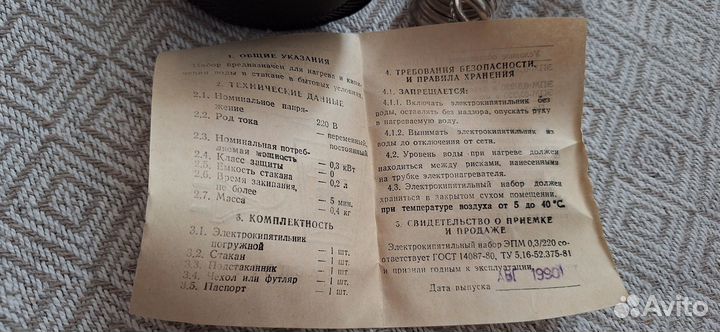 1. ОБЩИЕ УКАЗАНИЯ
Набор предназначен для нагрева и кипя-
чения воды в стакане в бытовых условиях.
2. ТЕХНИЧЕСКИЕ ДАННЫЕ
2.1. Номинальное напря-
жение 220 В
2.2. Род тока — переменный,
постоянный
2.3. Номинальная потреб-
ляемая мощность — 0,3 кВт
2.4. Класс защиты — 0
2.5. Емкость стакана — 0,2 л
2.6. Время закипания,
не более — 5 мин.
2.7. Масса — 0,4 кг
3. КОМПЛЕКТНОСТЬ
3.1. Электрокипятильник
погружной — 1 шт.
3.2. Стакан — 1 шт.
3.3. Подстаканник — 1 шт.
3.4. Чехол или футляр — 1 шт.
3.5. Паспорт — 1 шт.
4. ТРЕБОВАНИЯ БЕЗОПАСНОСТИ
И ПРАВИЛА ХРАНЕНИЯ
4.1. ЗАПРЕЩАЕТСЯ:
4.1.1. Включать электрокипятильник без
воды, оставлять без надзора, опускать руку
в нагреваемую воду.
4.1.2. Вынимать электрокипятильник из
воды до отключения от сети.
4.2. Уровень воды при нагреве должен
находиться между рисками, нанесенными
на трубке электронагревателя.
4.3. Электрокипятильный набор должен
храниться в закрытом сухом помещении,
при температуре воздуха от 5 до 40°С.
5. СВИДЕТЕЛЬСТВО О ПРИЕМКЕ
И ПРОДАЖЕ
Электрокипятильный набор ЭПМ 0,3/220 со-
ответствует ГОСТ 14087-80, ТУ 5.16-52.375-81
и признан годным к эксплуатации.
Дата выпуска АВГ 1990
Avito